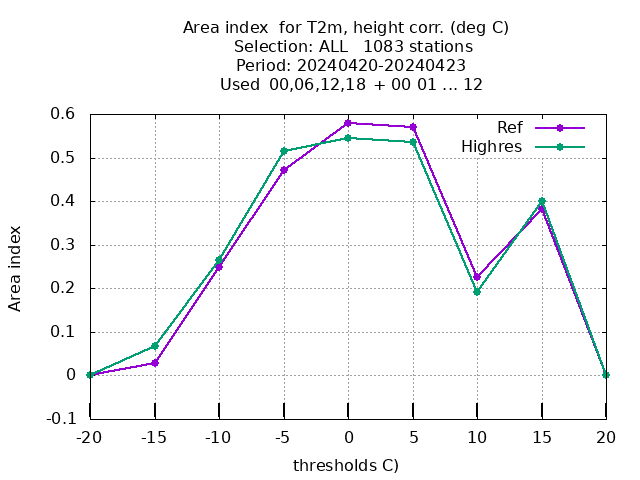 Area index  for T2m, height corr. (deg C)
Selection: ALL   1083 stations
Period: 20240420-20240423
Used  00,06,12,18  + 00 01 ... 12
Ref
Highres
0.6
0.5
0.4
0.3
0.2
0.1
0
-0.1
Area index
-20 -15 -10 -5 0 5 10 15 20
thresholds C)